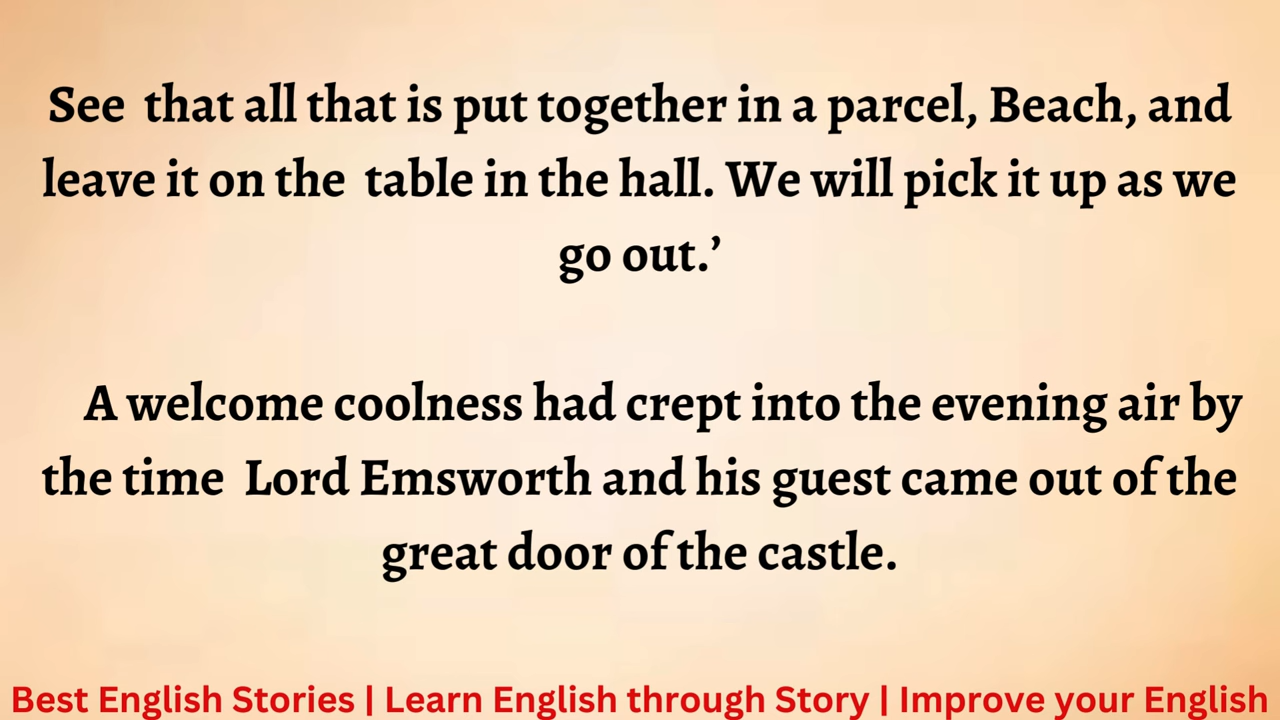 See that all that is put together in a parcel, Beach, and
leave it on the table in the hall. We will pick it up as we
go out.’
A welcome coolness had crept into the evening air by
the time Lord Emsworth and his guest came out of the
great door of the castle.
Best English Stories | Learn English through Story | Improve your English